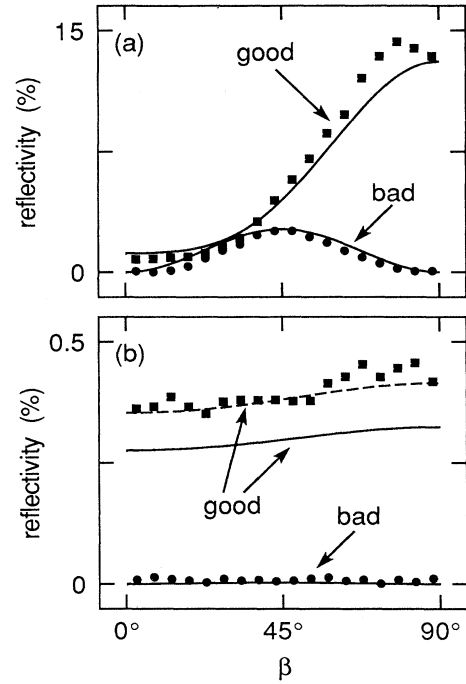 15
(a)
good
bad
reflectivity (%)
0
0.5
(b)
good
bad
reflectivity (%)
0
0° 45° 90°
β